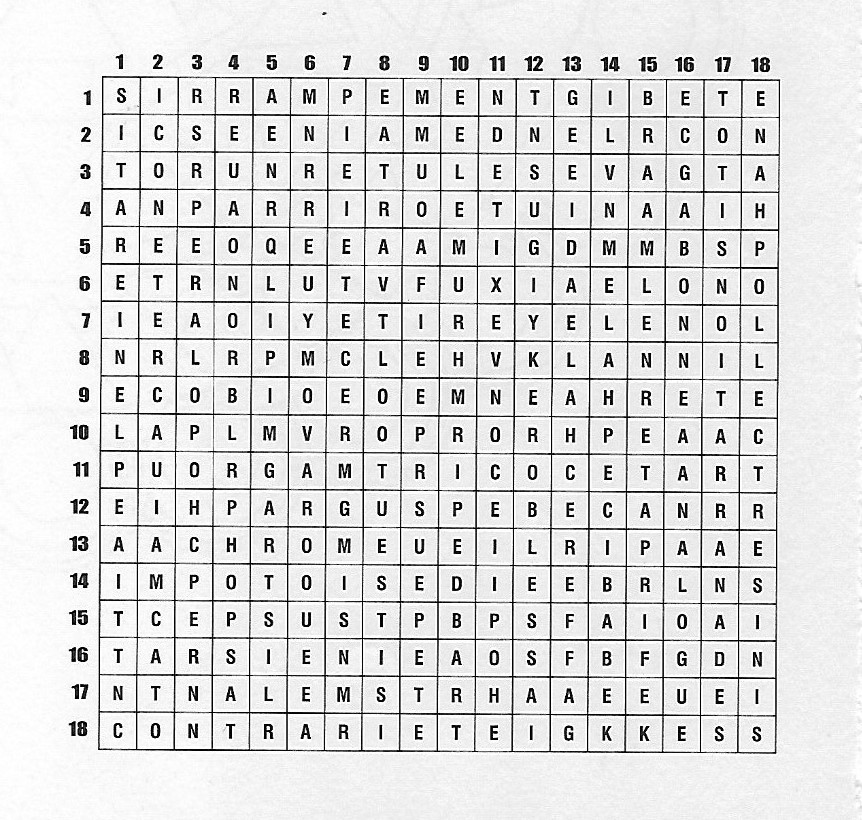 1 2 3 4 5 6 7 8 9 10 11 12 13 14 15 16 17 18
1 S I R R A M P E M E N T G I B E T E
2 I C S E E N I A M E D N E L R C O N
3 T O R U N R E T U L E S E V A G T A
4 A N P A R R I R O E T U I N A A I H
5 R E E O Q E E A A M I G D M M B S P
6 E T R N L U T V F U X I A E L O N O
7 I E A O I Y E T I R E Y E L E N O L
8 N R L R P M C L E H V K L A N N I L
9 E C O B I O E O E M N E A H R E T E
10 L A P L M V R O P R O R H P E A A C
11 P U O R G A M T R I C O C E T A R T
12 E I H P A R G U S P E B E C A N R R
13 A A C H R O M E U E I L R I P A A E
14 I M P O T O I S E D I E E B R L N S
15 T C E P S U S T P B P S F A I O A I
16 T A R S I E N I E A O S F B F G D N
17 N T N A L E M S T R H A A E E U E I
18 C O N T R A R I E T E I G K K E S S